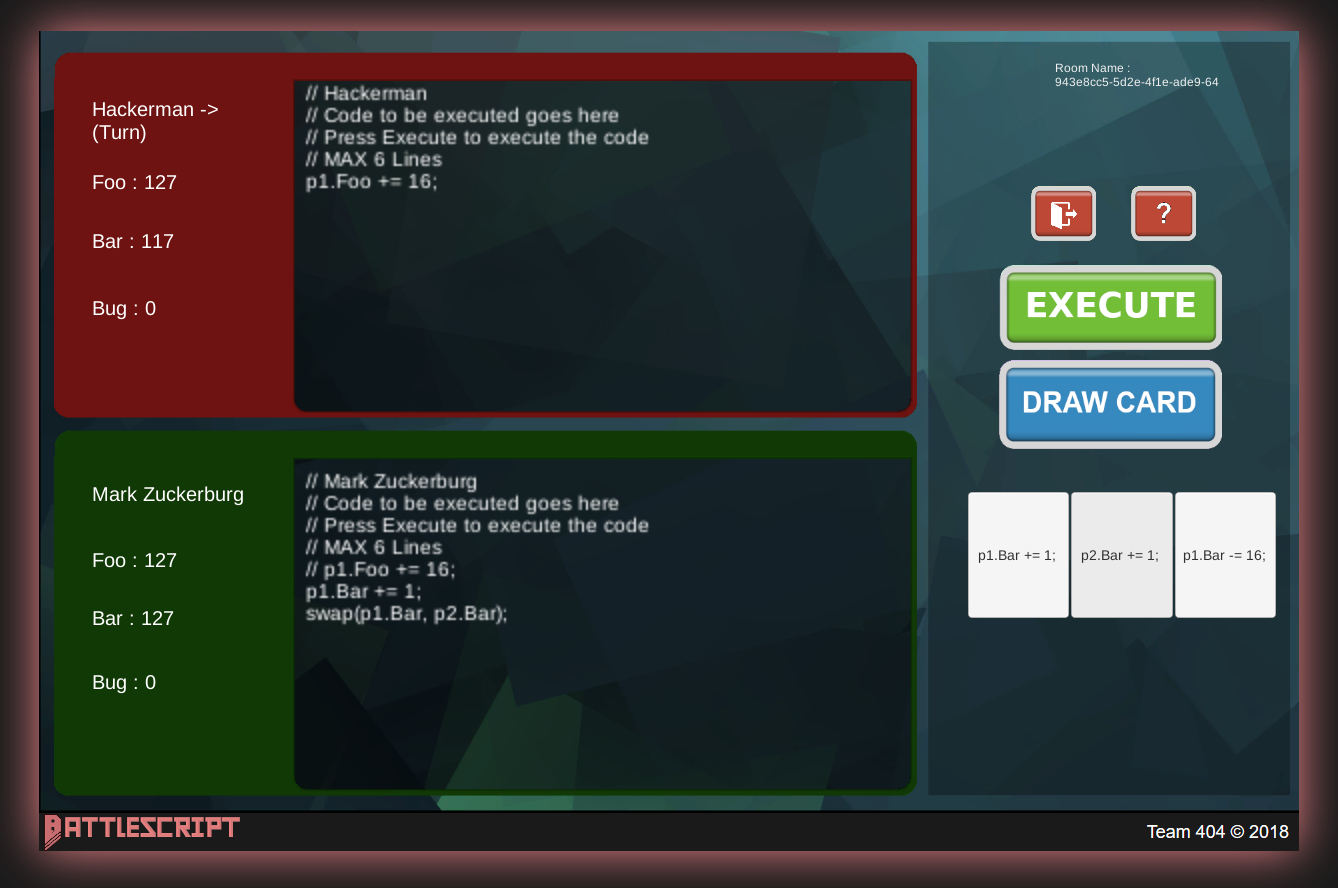 Hackerman ->
(Turn)
Foo : 127
Bar : 117
Bug : 0
// Hackerman
// Code to be executed goes here
// Press Execute to execute the code
// MAX 6 Lines
p1.Foo += 16;
Mark Zuckerburg
Foo : 127
Bar : 127
Bug : 0
// Mark Zuckerburg
// Code to be executed goes here
// Press Execute to execute the code
// MAX 6 Lines
// p1.Foo += 16;
p1.Bar += 1;
swap(p1.Bar, p2.Bar);
Room Name :
943e8cc5-5d2e-4f1e-ade9-64
?
EXECUTE
DRAW CARD
p1.Bar += 1;
p2.Bar += 1;
p1.Bar -= 16;
BATTLESCRIPT
Team 404 © 2018